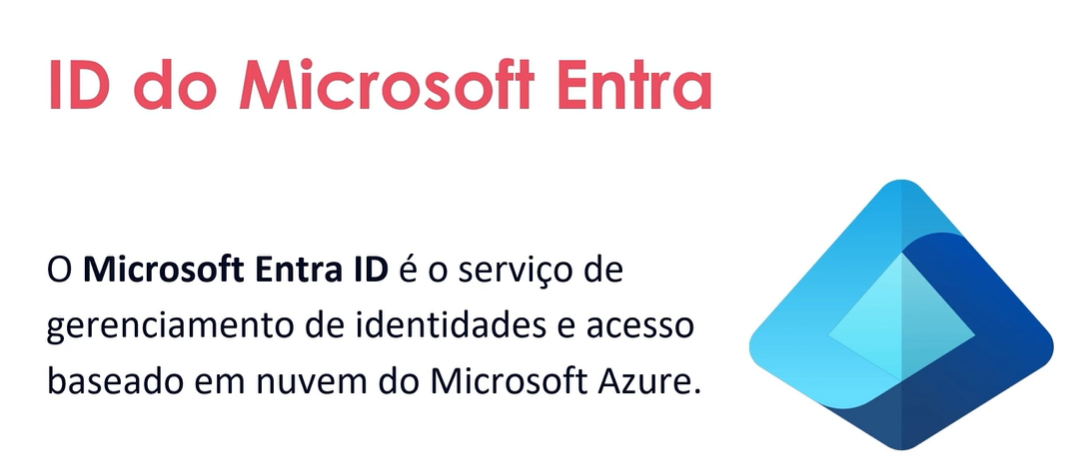 ID do Microsoft Entra
O Microsoft Entra ID é o serviço de
gerenciamento de identidades e acesso
baseado em nuvem do Microsoft Azure.